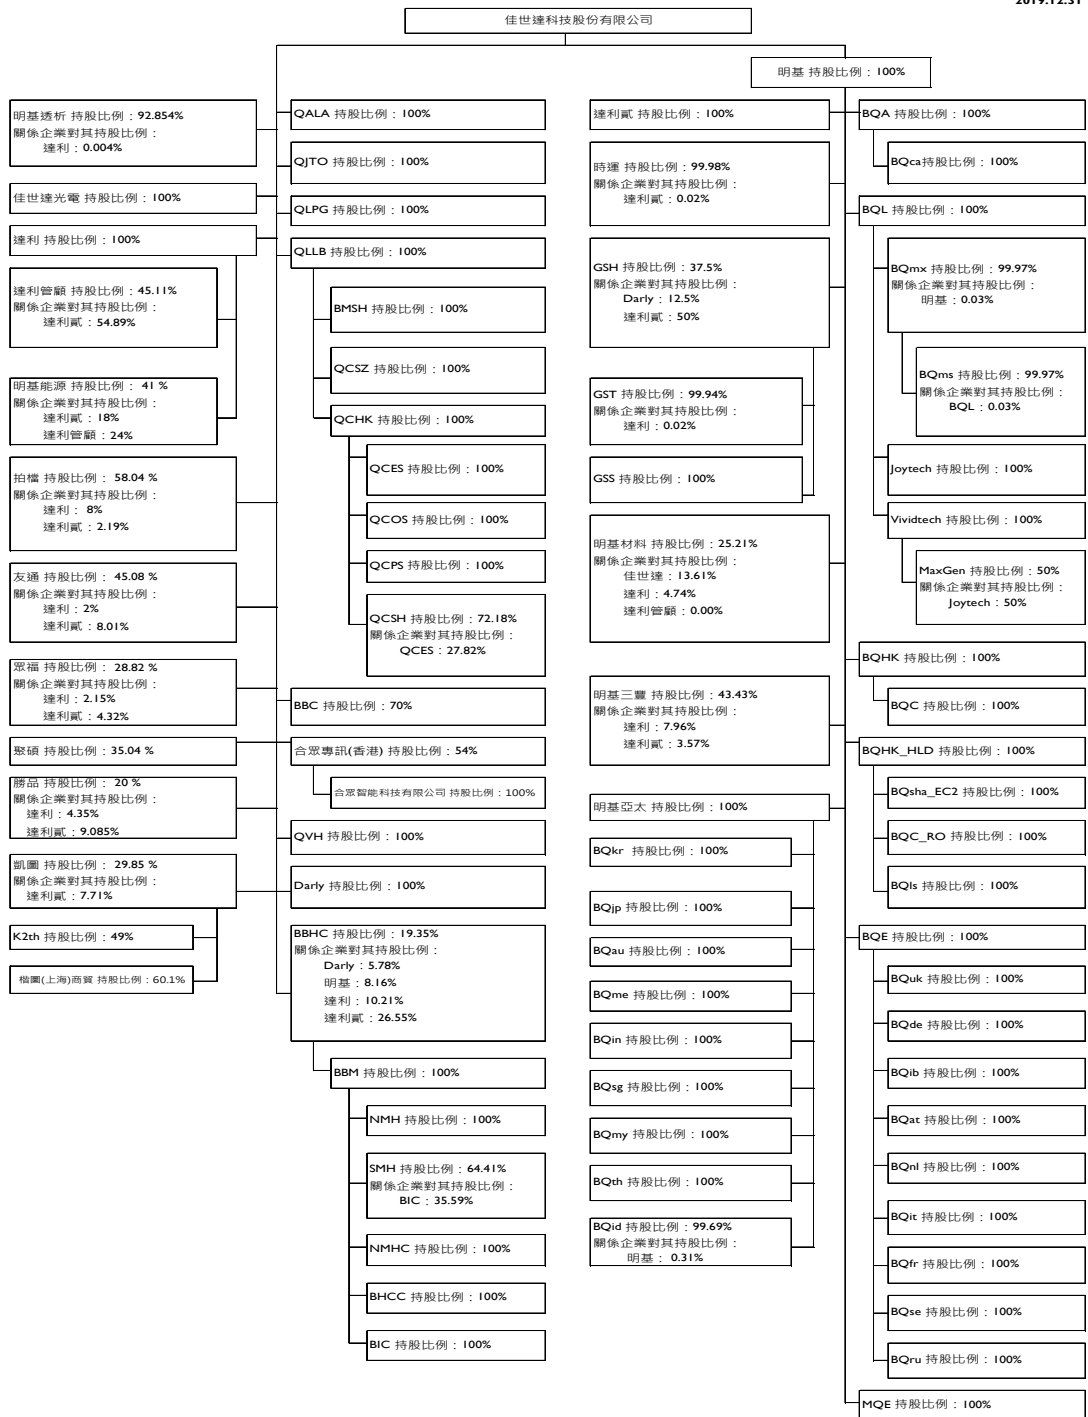 2019.12.31
佳世達科技股份有限公司
明基 持股比例：100%
明基透析 持股比例：92.854%
關係企業對其持股比例：
達利：0.004%
佳世達光電 持股比例：100%
達利 持股比例：100%
達利管顧 持股比例：45.11%
關係企業對其持股比例：
達利貳：54.89%
明基能源 持股比例： 41 %
關係企業對其持股比例：
達利貳：18%
達利管顧：24%
拍檔 持股比例： 58.04 %
關係企業對其持股比例：
達利： 8%
達利貳：2.19%
友通 持股比例： 45.08 %
關係企業對其持股比例：
達利：2%
達利貳：8.01%
眾福 持股比例： 28.82 %
關係企業對其持股比例：
達利：2.15%
達利貳：4.32%
聚碩 持股比例：35.04 %
勝品 持股比例： 20 %
關係企業對其持股比例：
達利：4.35%
達利貳：9.085%
凱圖 持股比例： 29.85 %
關係企業對其持股比例：
達利貳：7.71%
K2th 持股比例：49%
楷圖(上海)商貿 持股比例：60.1%
QALA 持股比例：100%
QJTO 持股比例：100%
QLPG 持股比例：100%
QLLB 持股比例：100%
BMSH 持股比例：100%
QCSZ 持股比例：100%
QCHK 持股比例：100%
QCES 持股比例：100%
QCOS 持股比例：100%
QCPS 持股比例：100%
QCSH 持股比例：72.18%
關係企業對其持股比例：
QCES：27.82%
BBC 持股比例：70%
合眾專訊(香港) 持股比例：54%
合眾智能科技有限公司 持股比例：100%
QVH 持股比例：100%
Darly 持股比例：100%
BBHC 持股比例：19.35%
關係企業對其持股比例：
Darly：5.78%
明基：8.16%
達利：10.21%
達利貳：26.55%
BBM 持股比例：100%
NMH 持股比例：100%
SMH 持股比例：64.41%
關係企業對其持股比例：
BIC：35.59%
NMHC 持股比例：100%
BHCC 持股比例：100%
BIC 持股比例：100%
達利貳 持股比例：100%
時運 持股比例：99.98%
關係企業對其持股比例：
達利貳：0.02%
GSH 持股比例：37.5%
關係企業對其持股比例：
Darly：12.5%
達利貳：50%
GST 持股比例：99.94%
關係企業對其持股比例：
達利：0.02%
GSS 持股比例：100%
明基材料 持股比例：25.21%
關係企業對其持股比例：
佳世達：13.61%
達利：4.74%
達利管顧：0.00%
明基三豐 持股比例：43.43%
關係企業對其持股比例：
達利：7.96%
達利貳：3.57%
明基亞太 持股比例：100%
BQkr 持股比例：100%
BQjp 持股比例：100%
BQau 持股比例：100%
BQme 持股比例：100%
BQin 持股比例：100%
BQsg 持股比例：100%
BQmy 持股比例：100%
BQth 持股比例：100%
BQid 持股比例：99.69%
關係企業對其持股比例：
明基： 0.31%
BQA 持股比例：100%
BQca持股比例：100%
BQL 持股比例：100%
BQmx 持股比例：99.97%
關係企業對其持股比例：
明基：0.03%
BQms 持股比例：99.97%
關係企業對其持股比例：
BQL：0.03%
Joytech 持股比例：100%
Vividtech 持股比例：100%
MaxGen 持股比例：50%
關係企業對其持股比例：
Joytech：50%
BQHK 持股比例：100%
BQC 持股比例：100%
BQHK_HLD 持股比例：100%
BQsha_EC2 持股比例：100%
BQC_RO 持股比例：100%
BQls 持股比例：100%
BQE 持股比例：100%
BQuk 持股比例：100%
BQde 持股比例：100%
BQib 持股比例：100%
BQat 持股比例：100%
BQnl 持股比例：100%
BQit 持股比例：100%
BQfr 持股比例：100%
BQse 持股比例：100%
BQru 持股比例：100%
MQE 持股比例：100%